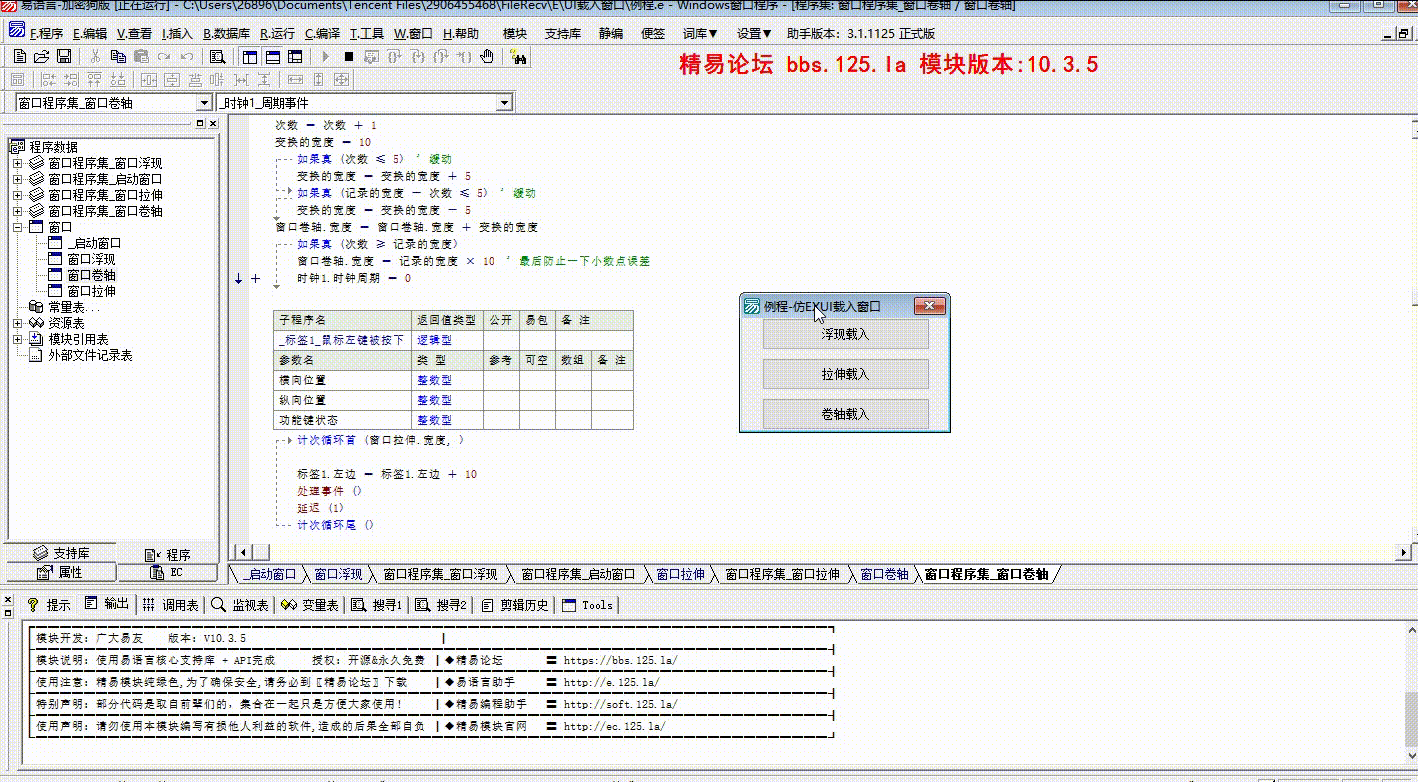 易语言-加密狗版 [正在运行] - C:\Users\26896\Documents\Tencent Files\2906455468\FileRecv\E\UI载入窗口\例程.e - Windows窗口程序 - [程序集: 窗口程序集_窗口卷轴 / 窗口卷轴]
F.程序 E.编辑 V.查看 I.插入 B.数据库 R.运行 C.编译 T.工具 W.窗口 H.帮助 模块 支持库 静编 便签 词库▼ 设置▼ 助手版本: 3.1.1125 正式版
精易论坛 bbs.125.la 模块版本:10.3.5
窗口程序集_窗口卷轴
_时钟1_周期事件
程序数据
窗口程序集_窗口浮现
窗口程序集_启动窗口
窗口程序集_窗口拉伸
窗口程序集_窗口卷轴
窗口
_启动窗口
窗口浮现
窗口卷轴
窗口拉伸
常量表...
资源表
模块引用表
外部文件记录表
支持库
程序
属性
EC
次数 = 次数 + 1
变换的宽度 = 10
如果真 (次数 ≤ 5) ' 缓动
变换的宽度 = 变换的宽度 + 5
如果真 (记录的宽度 - 次数 ≤ 5) ' 缓动
变换的宽度 = 变换的宽度 - 5
窗口卷轴.宽度 = 窗口卷轴.宽度 + 变换的宽度
如果真 (次数 ≥ 记录的宽度)
窗口卷轴.宽度 = 记录的宽度 × 10 ' 最后防止一下小数点误差
时钟1.时钟周期 = 0
子程序名 返回值类型 公开 易包 备 注
_标签1_鼠标左键被按下 逻辑型
参数名 类 型 参考 可空 数组 备 注
横向位置 整数型
纵向位置 整数型
功能键状态 整数型
计次循环首 (窗口拉伸.宽度, )
标签1.左边 = 标签1.左边 + 10
处理事件 ()
延迟 (1)
计次循环尾 ()
例程-仿EXUI载入窗口
浮现载入
拉伸载入
卷轴载入
_启动窗口 窗口浮现 窗口程序集_窗口浮现 窗口程序集_启动窗口 窗口拉伸 窗口程序集_窗口拉伸 窗口卷轴 窗口程序集_窗口卷轴
提示 输出 调用表 监视表 变量表 搜寻1 搜寻2 剪辑历史 Tools
模块开发: 广大易友 版本: V10.3.5
模块说明: 使用易语言核心支持库 + API完成 授权: 开源&永久免费 ◆精易论坛 〓 https://bbs.125.la/
使用注意: 精易模块纯绿色,为了确保安全,请务必到〖精易论坛〗下载 ◆易语言助手 〓 http://e.125.la/
特别声明: 部分代码是取自前辈们的, 集合在一起只是方便大家使用! ◆精易编程助手 〓 http://soft.125.la/
使用声明: 请勿使用本模块编写有损他人利益的软件,造成的后果全部自负 ◆精易模块官网 〓 http://ec.125.la/